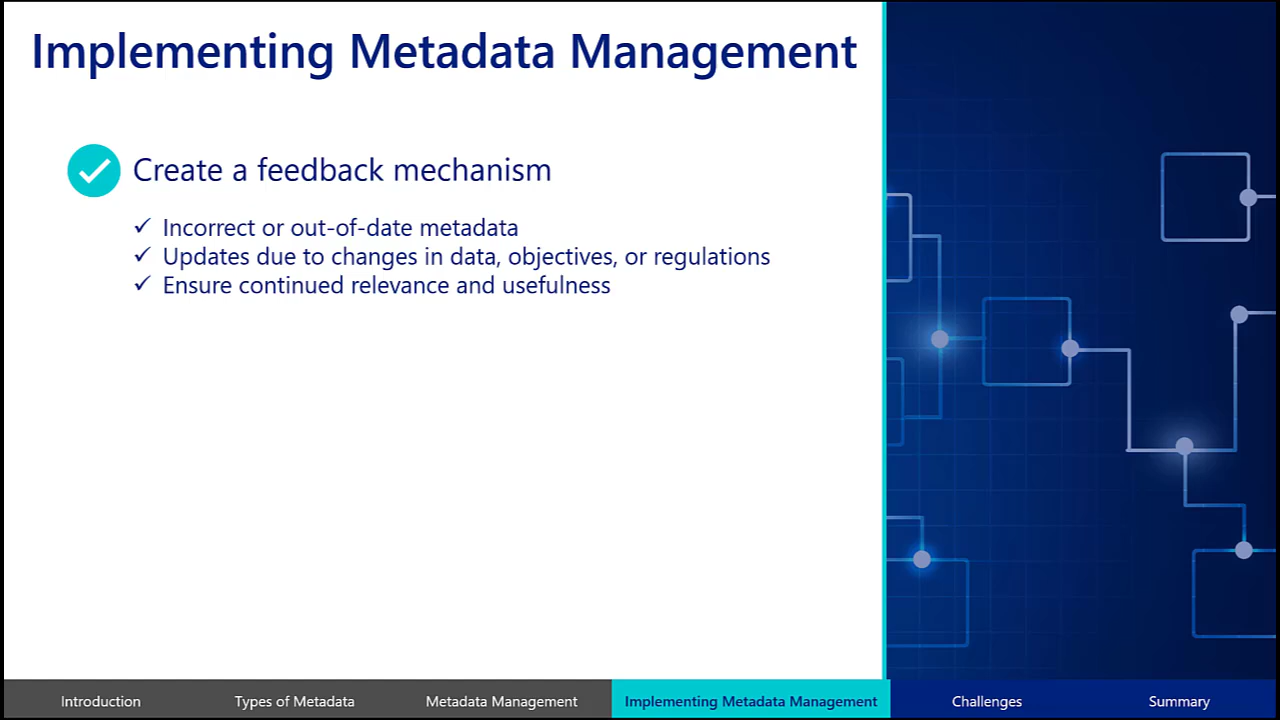 Implementing Metadata Management
Create a feedback mechanism
✓ Incorrect or out-of-date metadata
✓ Updates due to changes in data, objectives, or regulations
✓ Ensure continued relevance and usefulness
Introduction
Types of Metadata
Metadata Management
Implementing Metadata Management
Challenges
Summary